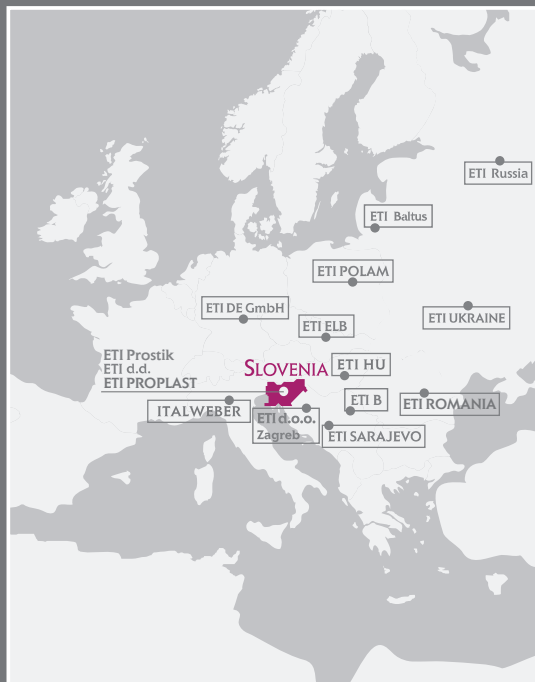 ETI Russia
ETI Baltus
ETI POLAM
ETI DE GmbH
ETI UKRAINE
ETI ELB
ETI Prostik
ETI d.d.
ETI PROPLAST
SLOVENIA
ETI HU
ITALWEBER
ETI B
ETI ROMANIA
ETI d.o.o.
Zagreb
ETI SARAJEVO